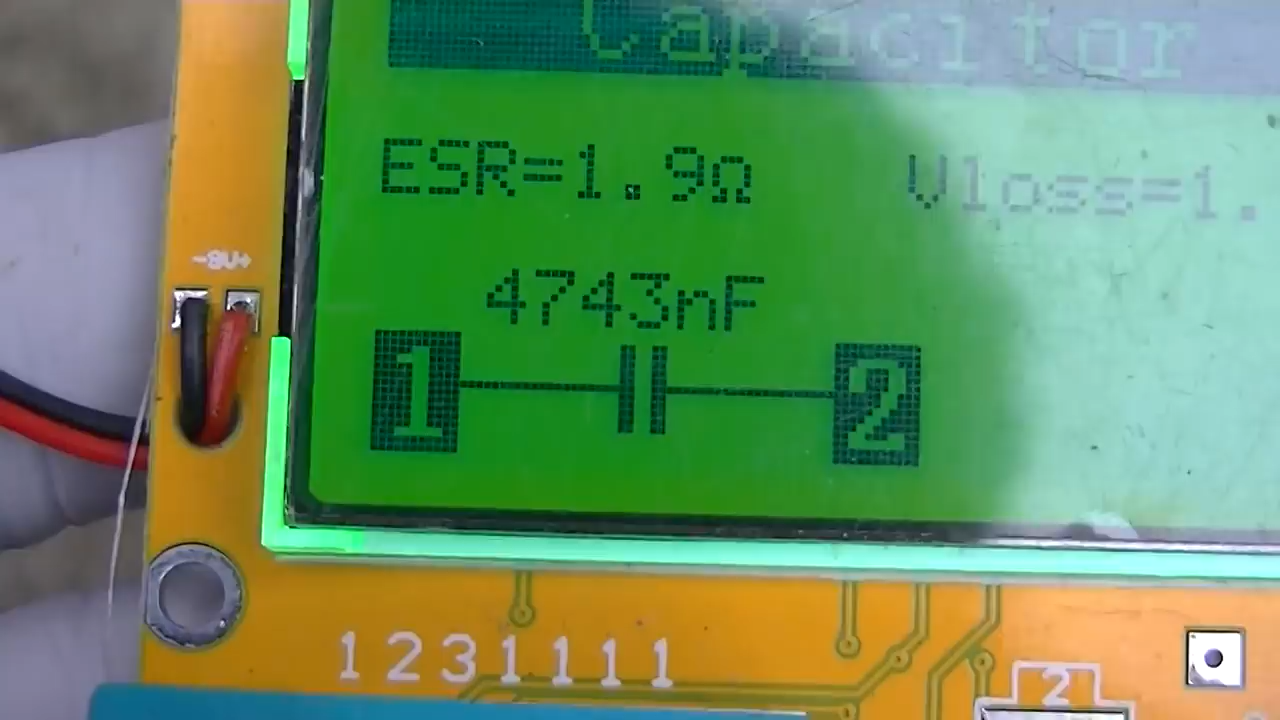 Capacitor
ESR=1.9Ω Vloss=1.
4743nF
1 2
-9V+
1231111
2